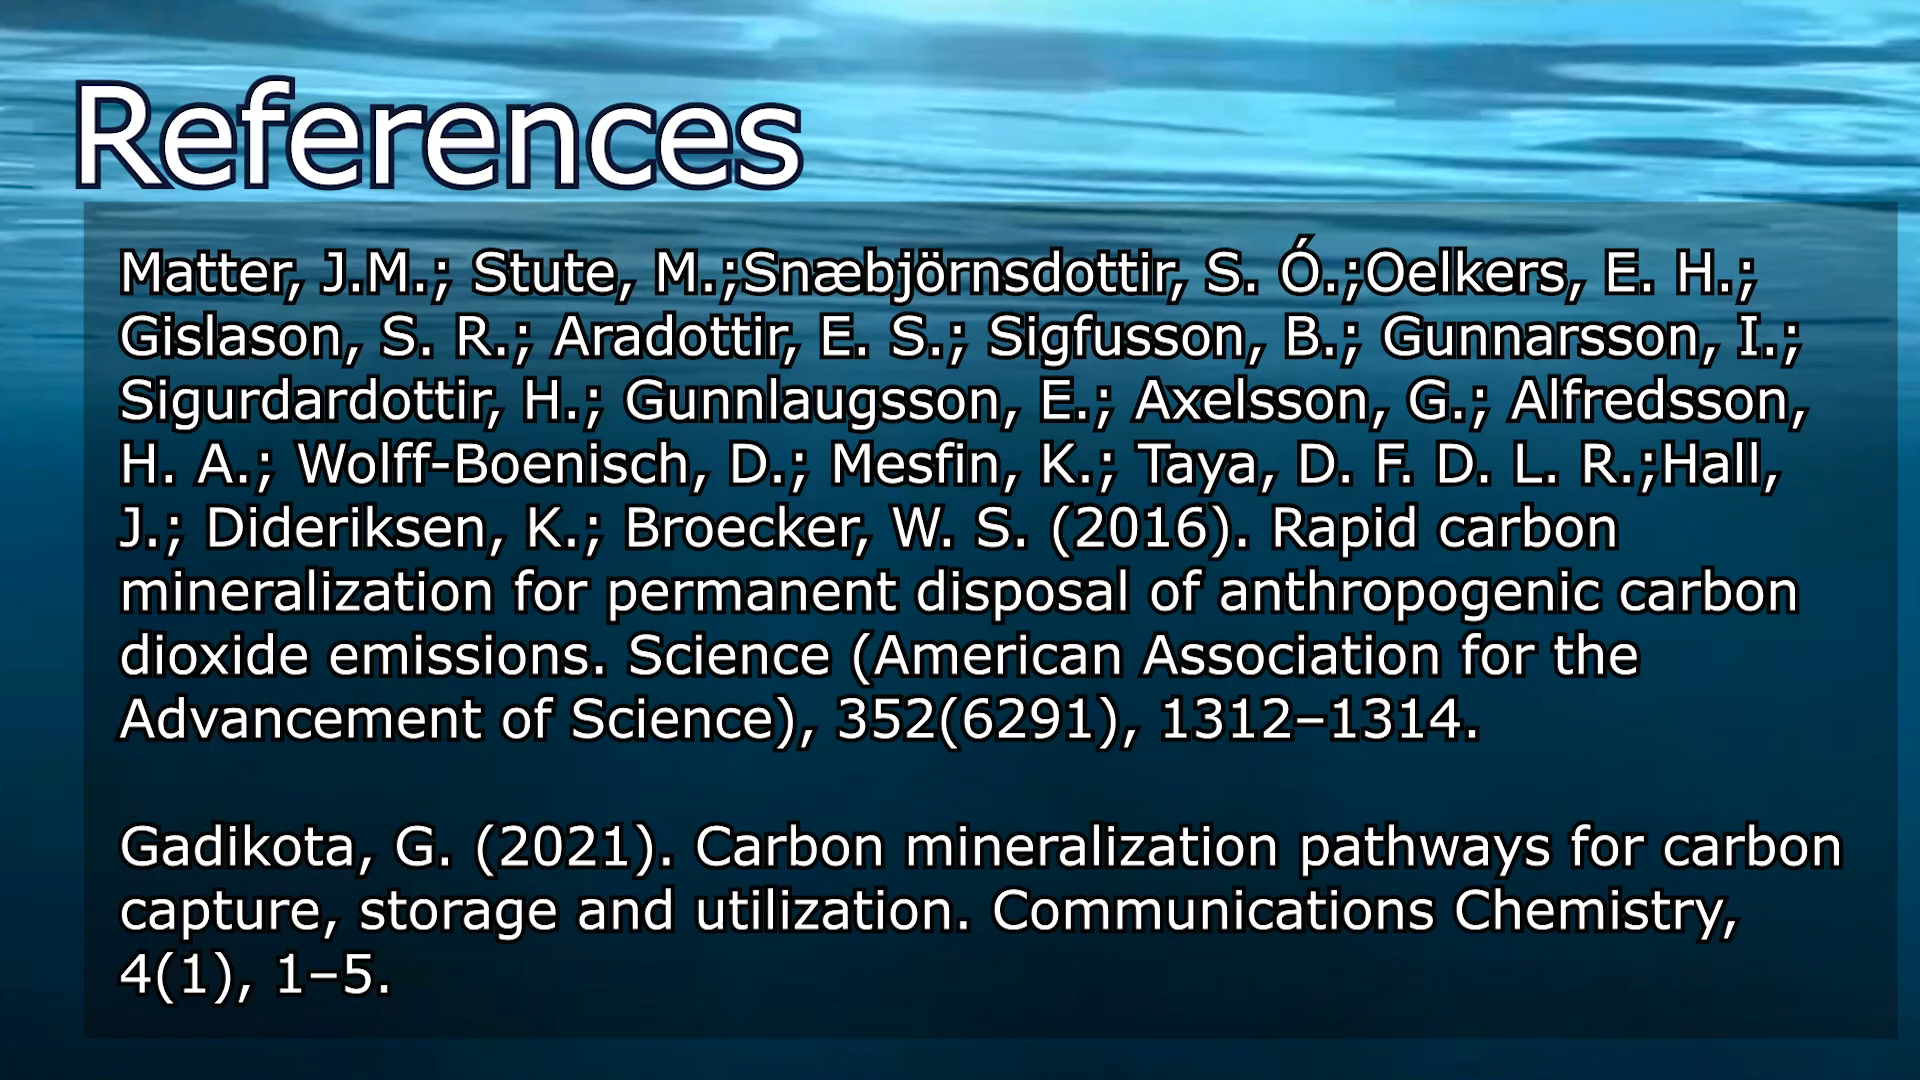 References
Matter, J.M.; Stute, M.;Snæbjörnsdottir, S. Ó.;Oelkers, E. H.;
Gislason, S. R.; Aradottir, E. S.; Sigfusson, B.; Gunnarsson, I.;
Sigurdardottir, H.; Gunnlaugsson, E.; Axelsson, G.; Alfredsson,
H. A.; Wolff-Boenisch, D.; Mesfin, K.; Taya, D. F. D. L. R.;Hall,
J.; Dideriksen, K.; Broecker, W. S. (2016). Rapid carbon
mineralization for permanent disposal of anthropogenic carbon
dioxide emissions. Science (American Association for the
Advancement of Science), 352(6291), 1312–1314.
Gadikota, G. (2021). Carbon mineralization pathways for carbon
capture, storage and utilization. Communications Chemistry,
4(1), 1–5.